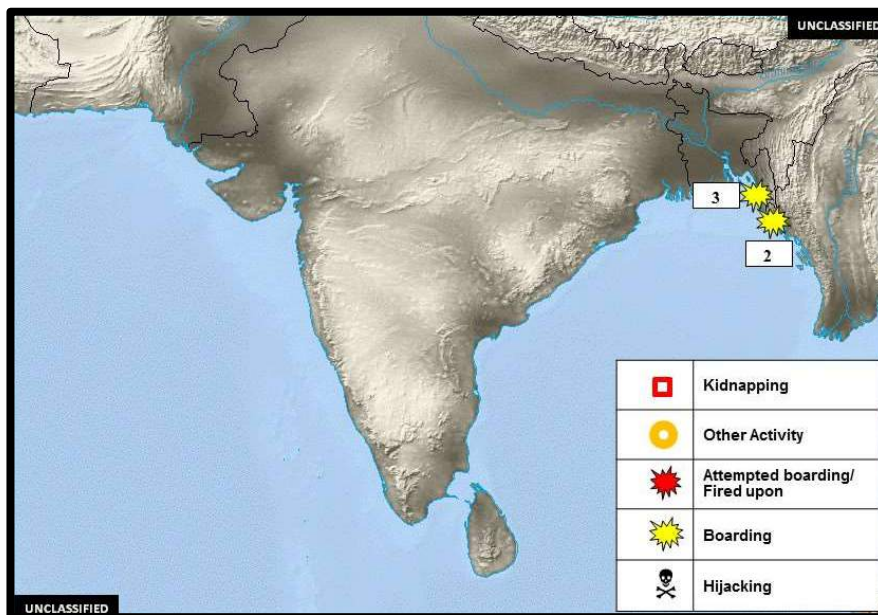 UNCLASSIFIED
3
2
Kidnapping
Other Activity
Attempted boarding/
Fired upon
Boarding
Hijacking
UNCLASSIFIED